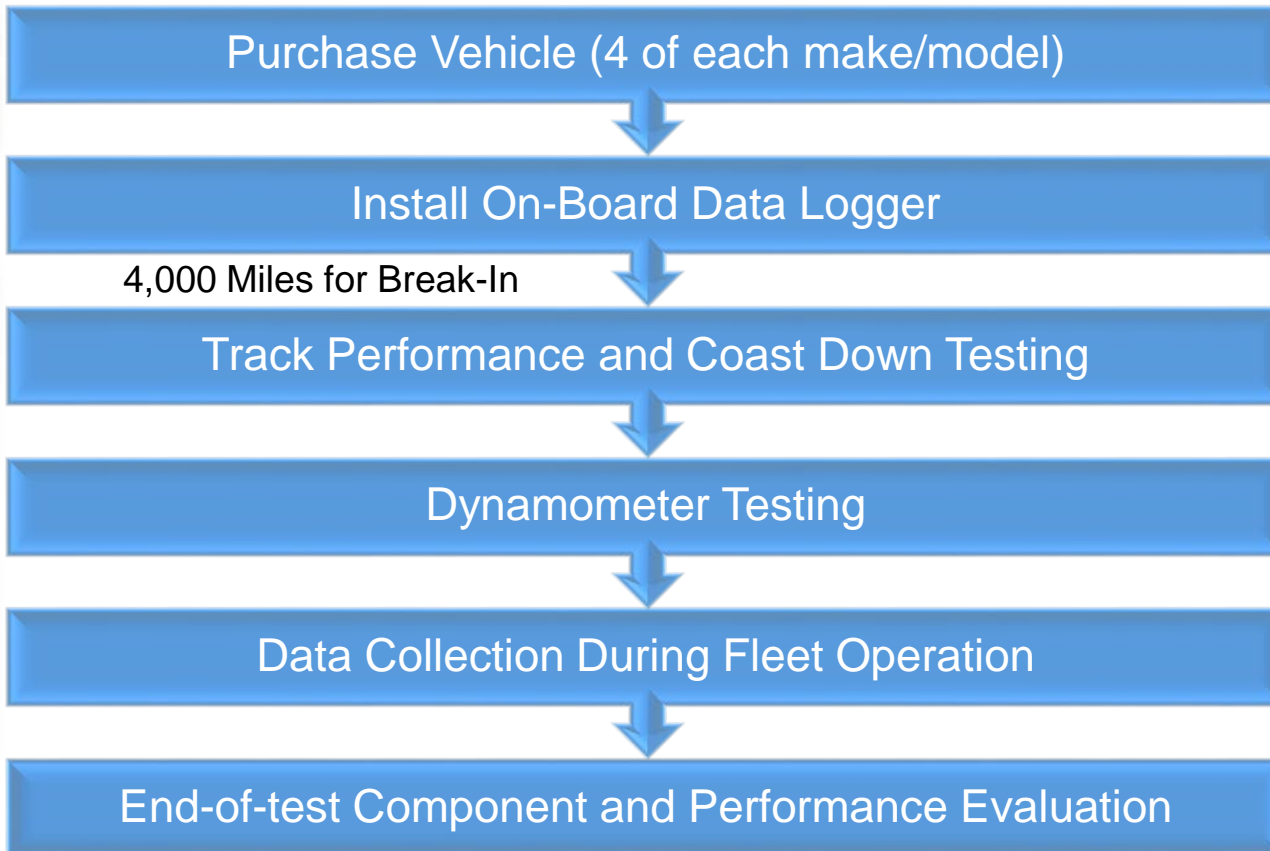 Purchase Vehicle (4 of each make/model)
Install On-Board Data Logger
4,000 Miles for Break-In
Track Performance and Coast Down Testing
Dynamometer Testing
Data Collection During Fleet Operation
End-of-test Component and Performance Evaluation